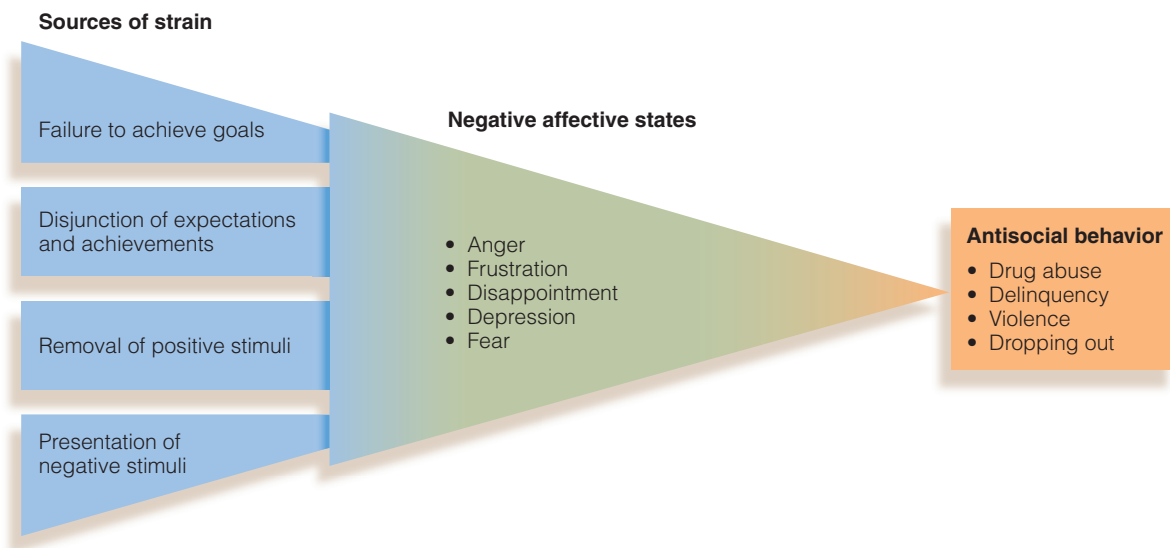 Sources of strain
Failure to achieve goals
Disjunction of expectations
and achievements
Removal of positive stimuli
Presentation of
negative stimuli
Negative affective states
• Anger
• Frustration
• Disappointment
• Depression
• Fear
Antisocial behavior
• Drug abuse
• Delinquency
• Violence
• Dropping out